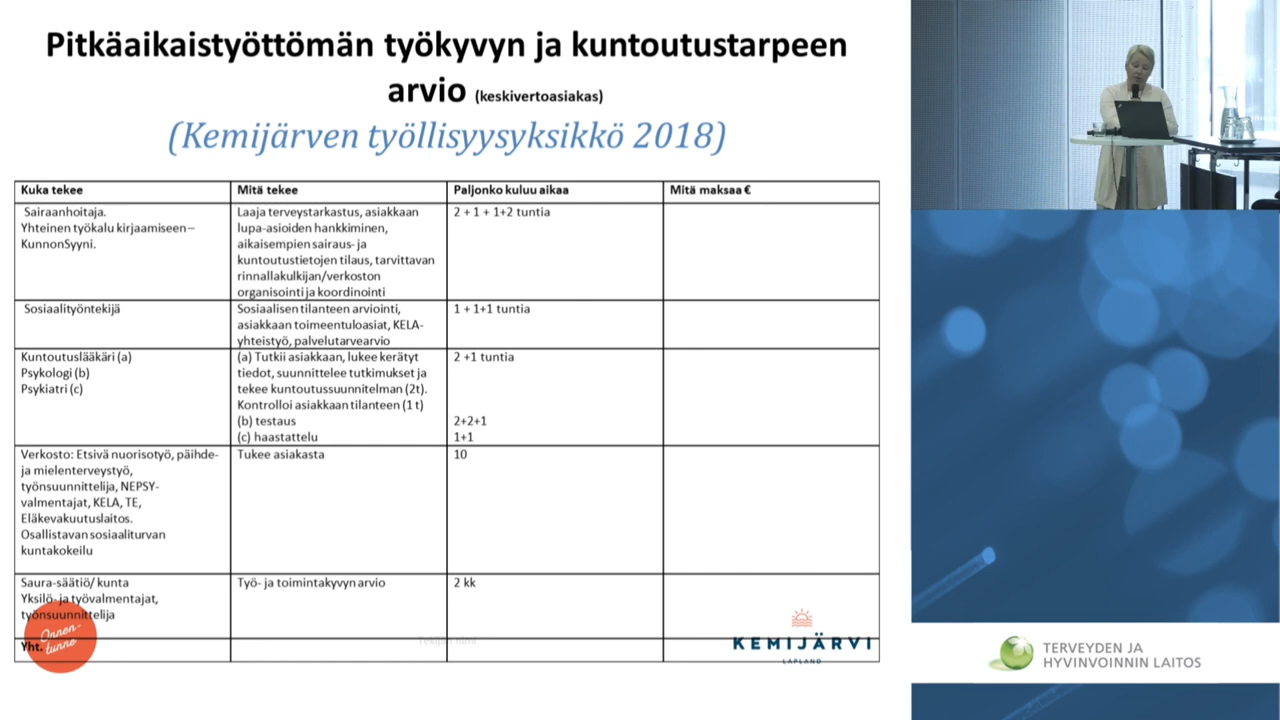 Pitkäaikaistyöttömän työkyvyn ja kuntoutustarpeen
arvio (keskivertoasiakas)
(Kemijärven työllisyysyksikkö 2018)
Kuka tekee
Mitä tekee
Paljonko kuluu aikaa
Mitä maksaa €
Sairaanhoitaja.
Yhteinen työkalu kirjaamiseen –
KunnonSyyni.
Laaja terveystarkastus, asiakkaan
lupa-asioiden hankkiminen,
aikaisempien sairaus- ja
kuntoutustietojen tilaus, tarvittavan
rinnallakulkijan/verkoston
organisointi ja koordinointi
2 + 1 + 1+2 tuntia
Sosiaalityöntekijä
Sosiaalisen tilanteen arviointi,
asiakkaan toimeentuloasiat, KELA-
yhteistyö, palvelutarvearvio
1 + 1+1 tuntia
Kuntoutuslääkäri (a)
Psykologi (b)
Psykiatri (c)
(a) Tutkii asiakkaan, lukee kerätyt
tiedot, suunnittelee tutkimukset ja
tekee kuntoutussuunnitelman (2t).
Kontrolloi asiakkaan tilanteen (1 t)
(b) testaus
(c) haastattelu
2 +1 tuntia
2+2+1
1+1
Verkosto: Etsivä nuorisotyö, päihde-
ja mielenterveystyö,
työnsuunnittelija, NEPSY-
valmentajat, KELA, TE,
Eläkevakuutuslaitos.
Osallistavan sosiaaliturvan
kuntakokeilu
Tukee asiakasta
10
Saura-säätiö/ kunta
Yksilö- ja työvalmentajat,
työnsuunnittelija
Työ- ja toimintakyvyn arvio
2 kk
Yht.
Onnen-
tunne
Tekijän nimi
KEMIJÄRVI
LAPLAND
TERVEYDEN JA
HYVINVOINNIN LAITOS